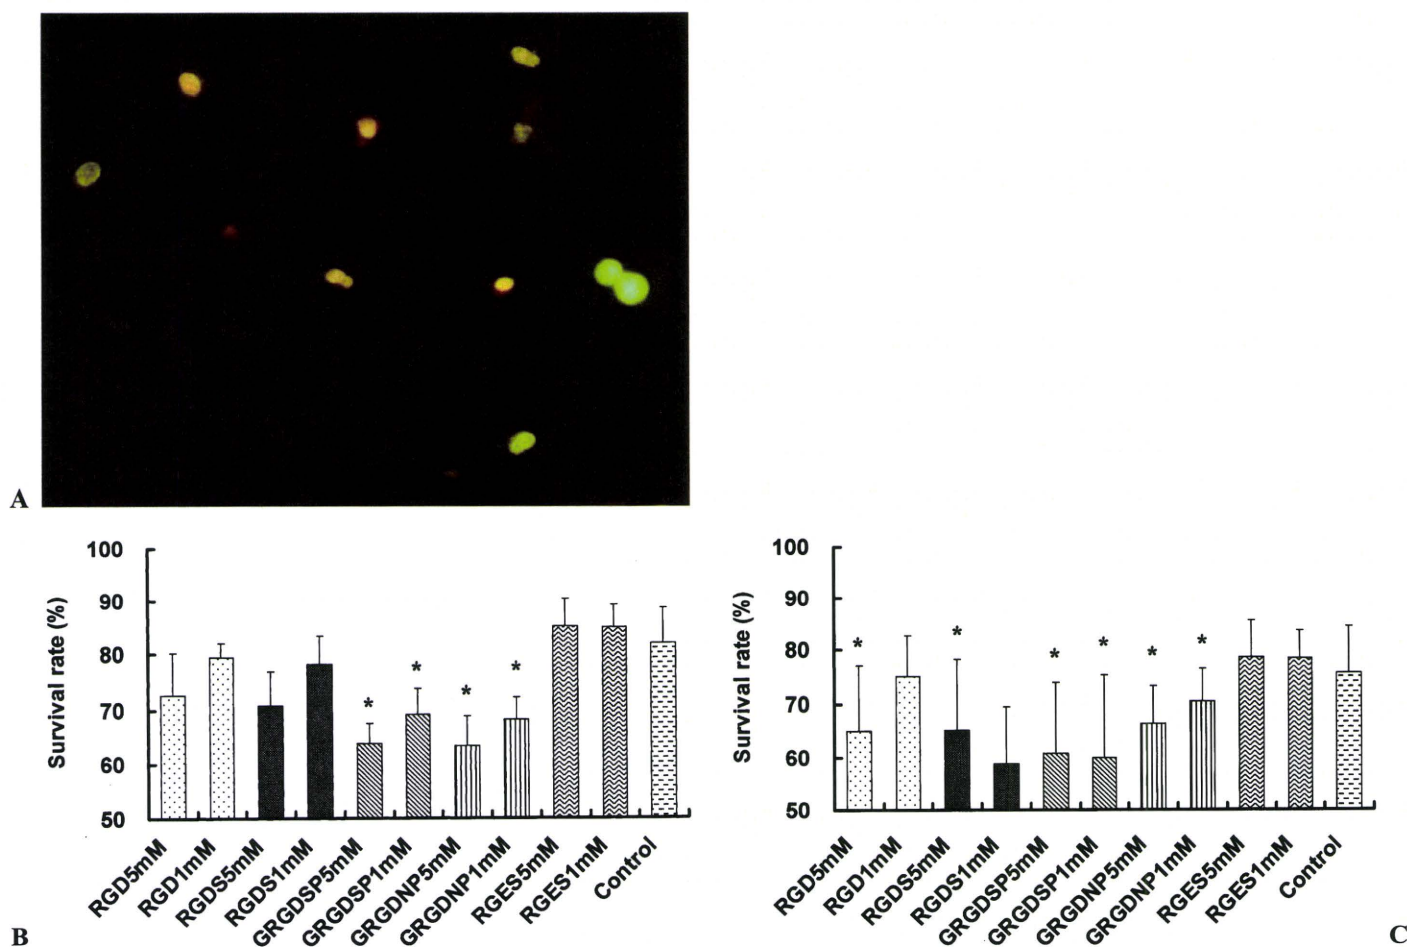 A
100
90
80
70
60
50
Survival rate (%)
*
*
*
*
RGD5mM
RGD1mM
RGDS5mM
RGDS1mM
GRGDSP5mM
GRGDSP1mM
GRGDNP5mM
GRGDNP1mM
RGES5mM
RGES1mM
Control
B
100
90
80
70
60
50
Survival rate (%)
*
*
*
*
*
*
RGD5mM
RGD1mM
RGDS5mM
RGDS1mM
GRGDSP5mM
GRGDSP1mM
GRGDNP5mM
GRGDNP1mM
RGES5mM
RGES1mM
Control
C